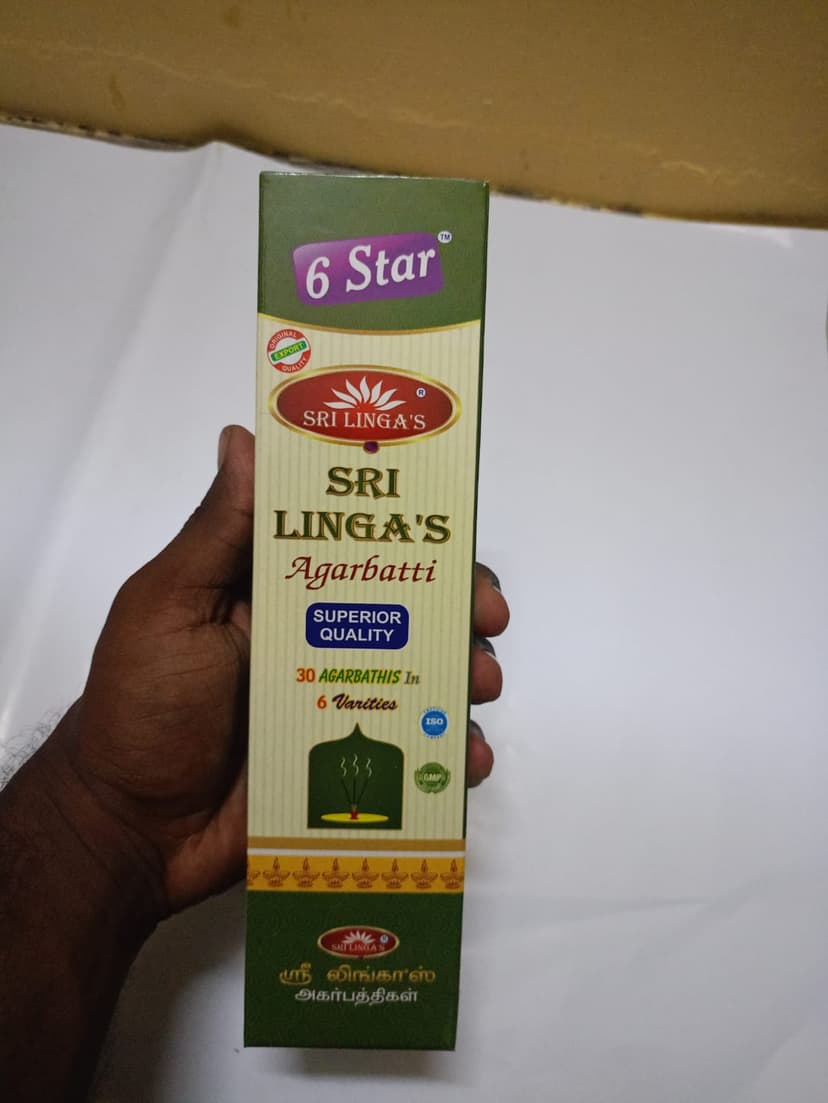 6 Star TM
ORIGINAL
EXPORT
QUALITY
R
SRI LINGA'S
SRI
LINGA'S
Agarbatti
SUPERIOR
QUALITY
30 AGARBATHIS In
6 Varities
ISO
GMP
R
SRI LINGA'S
ஸ்ரீ லிங்கா'ஸ்
அகர்பத்திகள்